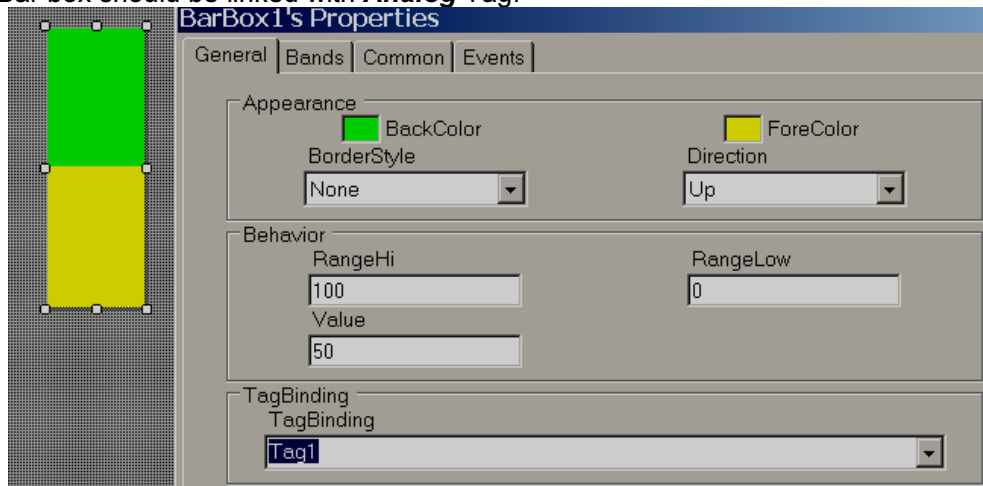 Bar box should be linked with Analog Tag.
BarBox1's Properties
General Bands Common Events
Appearance
BackColor ForeColor
BorderStyle Direction
None Up
Behavior
RangeHi RangeLow
100 0
Value
50
TagBinding
TagBinding
Tag1